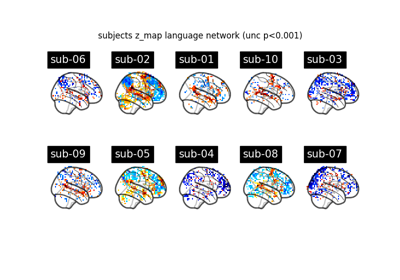 subjects z_map language network (unc p<0.001)
sub-06
sub-02
sub-01
sub-10
sub-03
sub-09
sub-05
sub-04
sub-08
sub-07